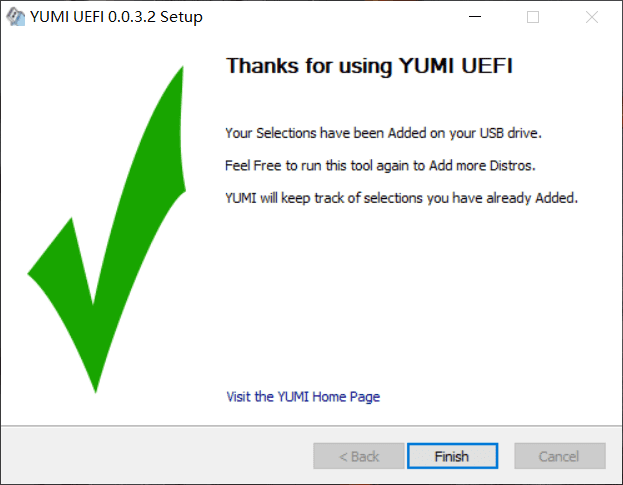 YUMI UEFI 0.0.3.2 Setup
Thanks for using YUMI UEFI
Your Selections have been Added on your USB drive.
Feel Free to run this tool again to Add more Distros.
YUMI will keep track of selections you have already Added.
Visit the YUMI Home Page
< Back
Finish
Cancel